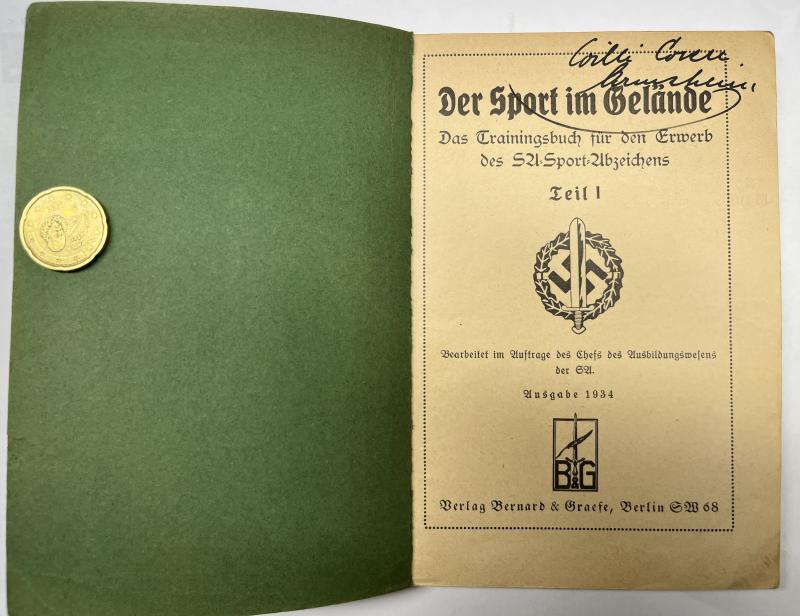 Willi
Der Sport im Gelände
Das Trainingsbuch für den Erwerb
des SA-Sport-Abzeichens
Teil I
Bearbeitet im Auftrage des Chefs des Ausbildungswesens
der SA.
Ausgabe 1934
B&G
Verlag Bernard & Graefe, Berlin SW 68